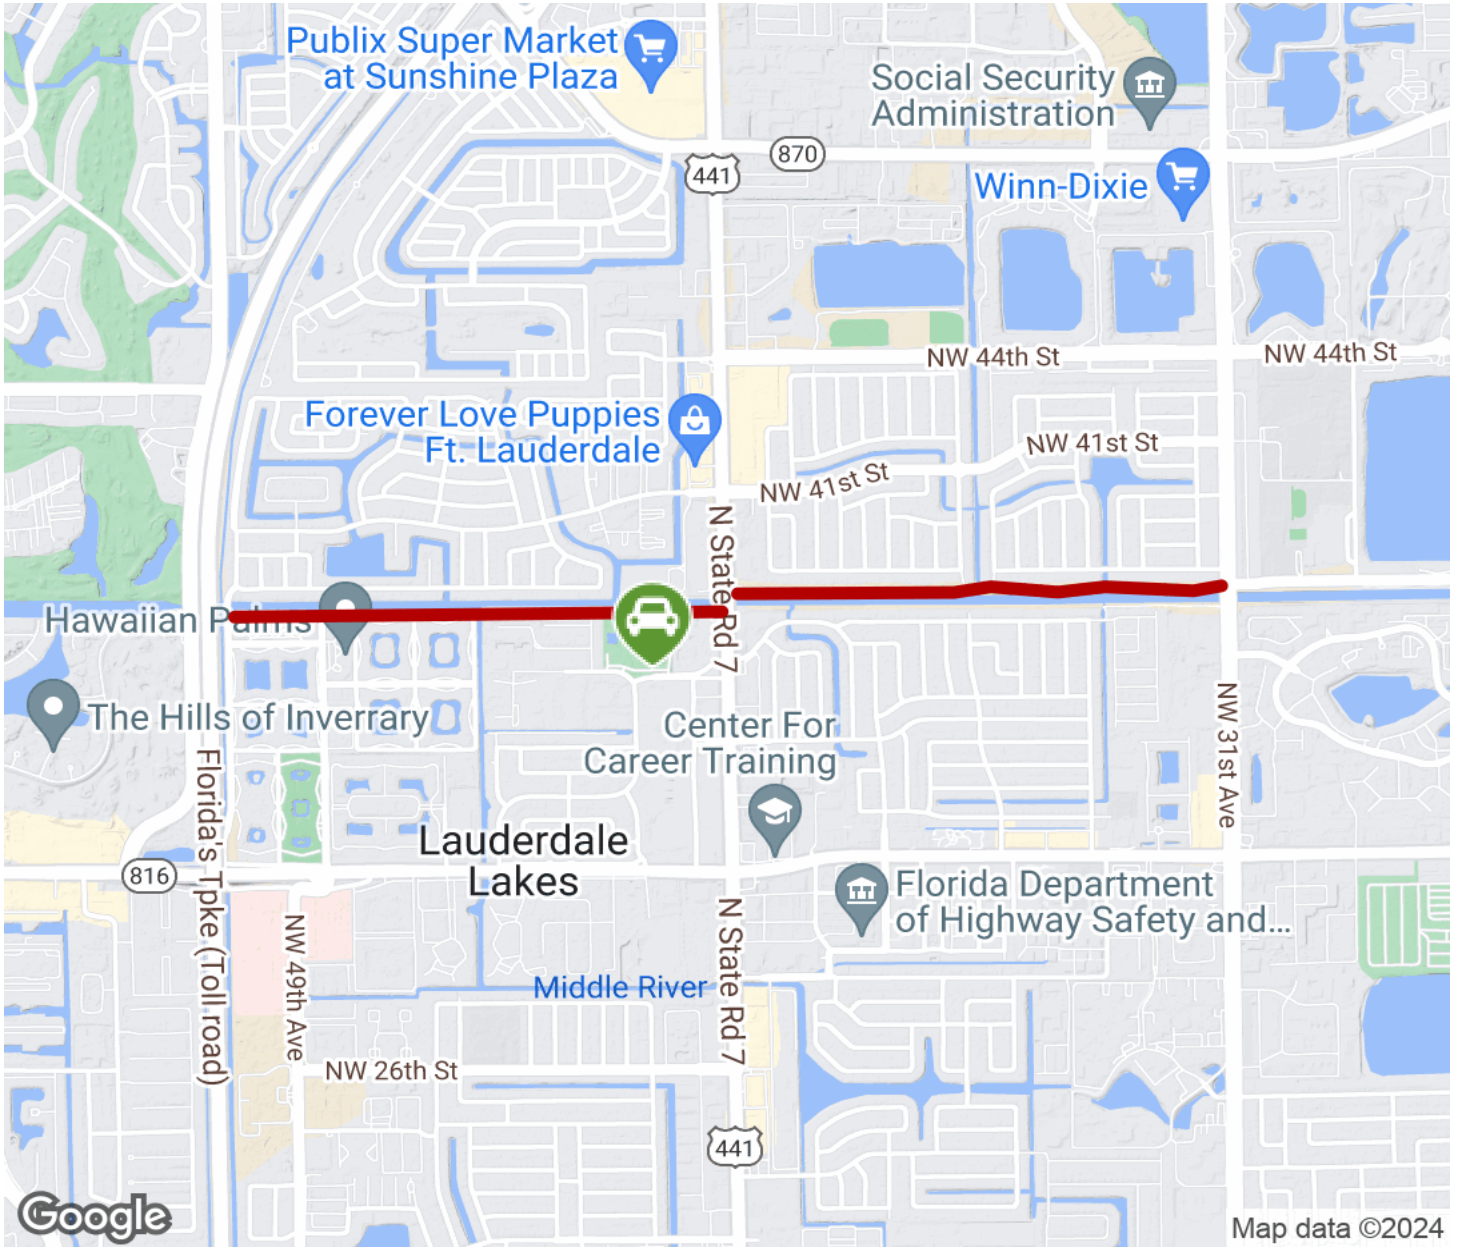 Publix Super Market
at Sunshine Plaza
Social Security
Administration
870
441
Winn-Dixie
NW 44th St
NW 44th St
Forever Love Puppies
Ft. Lauderdale
NW 41st St
NW 41st St
N State Rd 7
Hawaiian Palms
The Hills of Inverrary
Center For
Career Training
NW 31st Ave
Florida's Tpke (Toll road)
Lauderdale
Lakes
816
Florida Department
of Highway Safety and...
NW 49th Ave
N State Rd 7
Middle River
NW 26th St
441
Google
Map data ©2024